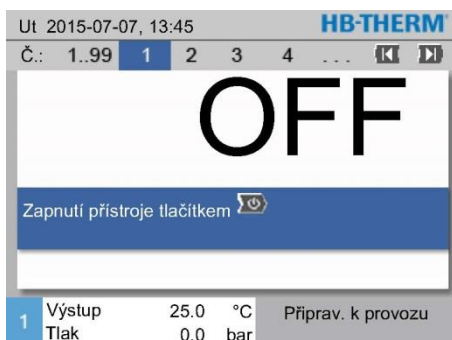 Ut 2015-07-07, 13:45 HB-THERM
Č.: 1..99 1 2 3 4 ...
OFF
Zapnutí přístroje tlačítkem
1 Výstup 25.0 °C Připrav. k provozu
Tlak 0.0 bar